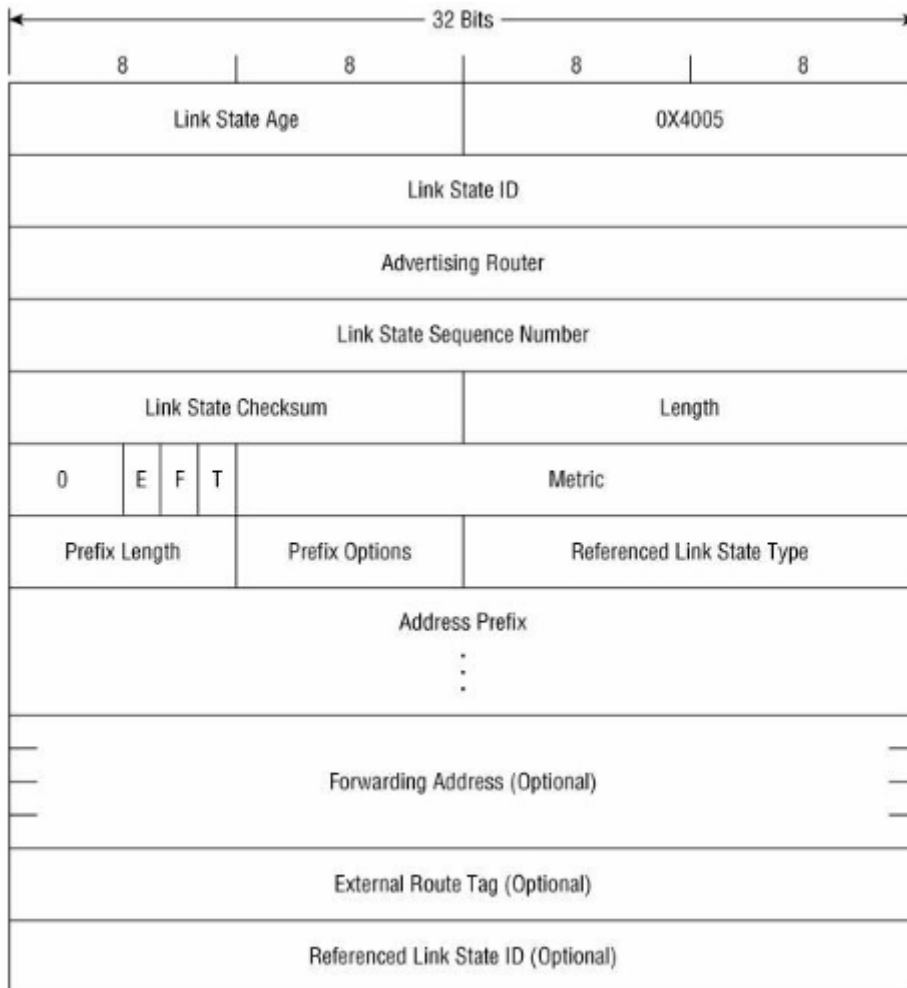 32 Bits
8 8 8 8
Link State Age 0X4005
Link State ID
Advertising Router
Link State Sequence Number
Link State Checksum Length
0 E F T Metric
Prefix Length Prefix Options Referenced Link State Type
Address Prefix
Forwarding Address (Optional)
External Route Tag (Optional)
Referenced Link State ID (Optional)